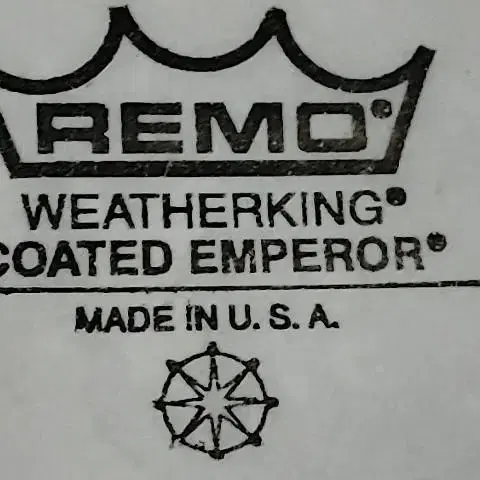 REMO®
WEATHERKING®
COATED EMPEROR®
MADE IN U.S.A.